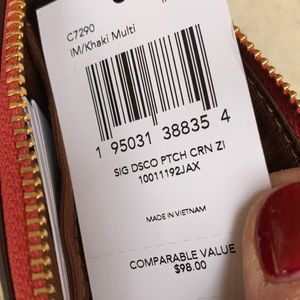 C7290
IM/Khaki Multi
1 95031 38835 4
SIG DSCO PTCH CRN ZI
10011192JAX
MADE IN VIETNAM
COMPARABLE VALUE
$98.00